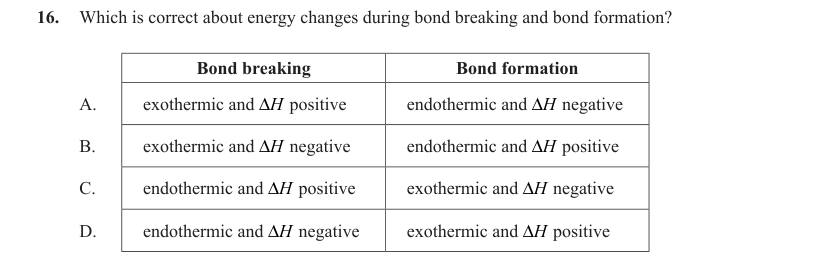 16. Which is correct about energy changes during bond breaking and bond formation?
Bond breaking Bond formation
A. exothermic and ΔH positive endothermic and ΔH negative
B. exothermic and ΔH negative endothermic and ΔH positive
C. endothermic and ΔH positive exothermic and ΔH negative
D. endothermic and ΔH negative exothermic and ΔH positive